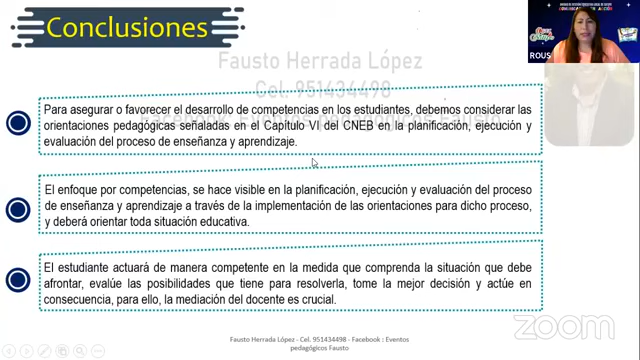 Conclusiones
Fausto Herrada López
Cel. 951434498
Facebook: Eventos pedagógicos Fausto
Para asegurar o favorecer el desarrollo de competencias en los estudiantes, debemos considerar las
orientaciones pedagógicas señaladas en el Capítulo VI del CNEB en la planificación, ejecución y
evaluación del proceso de enseñanza y aprendizaje.
El enfoque por competencias, se hace visible en la planificación, ejecución y evaluación del proceso
de enseñanza y aprendizaje a través de la implementación de las orientaciones para dicho proceso,
y deberá orientar toda situación educativa.
El estudiante actuará de manera competente en la medida que comprenda la situación que debe
afrontar, evalúe las posibilidades que tiene para resolverla, tome la mejor decisión y actúe en
consecuencia, para ello, la mediación del docente es crucial.
Fausto Herrada López - Cel. 951434498 - Facebook : Eventos
pedagógicos Fausto
ROUS
zoom